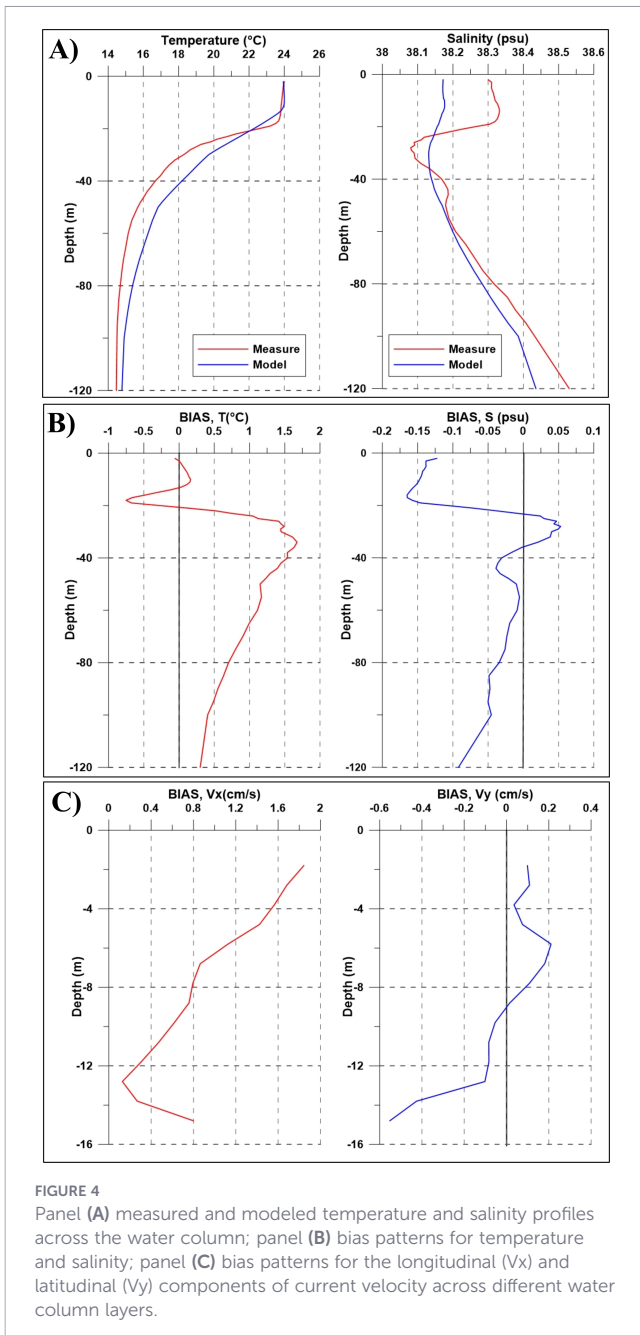 A)
Temperature (°C)
14 16 18 20 22 24 26
0
-40
-80
-120
Depth (m)
Measure
Model
Salinity (psu)
38 38.1 38.2 38.3 38.4 38.5 38.6
0
-40
-80
-120
Depth (m)
Measure
Model
B)
BIAS, T(°C)
-1 -0.5 0 0.5 1 1.5 2
0
-40
-80
-120
Depth (m)
BIAS, S (psu)
-0.2 -0.15 -0.1 -0.05 0 0.05 0.1
0
-40
-80
-120
Depth (m)
C)
BIAS, Vx(cm/s)
0 0.4 0.8 1.2 1.6 2
0
-4
-8
-12
-16
Depth (m)
BIAS, Vy (cm/s)
-0.6 -0.4 -0.2 0 0.2 0.4
0
-4
-8
-12
-16
Depth (m)
FIGURE 4
Panel (A) measured and modeled temperature and salinity profiles
across the water column; panel (B) bias patterns for temperature
and salinity; panel (C) bias patterns for the longitudinal (Vx) and
latitudinal (Vy) components of current velocity across different water
column layers.